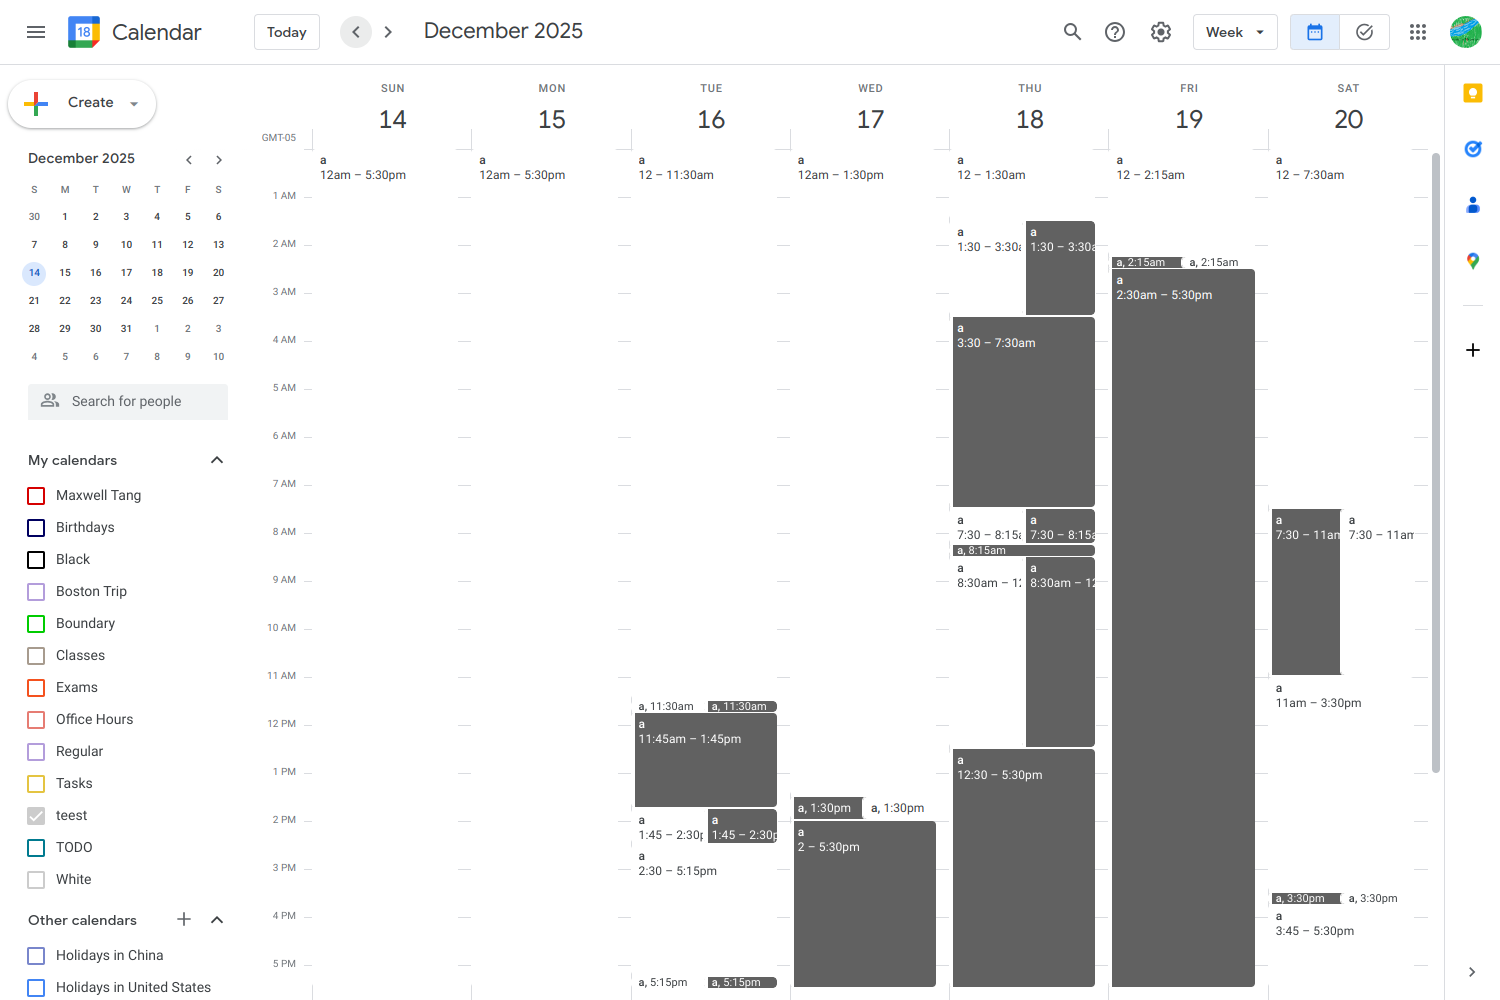 18 Calendar Today December 2025 Week
Create
SUN MON TUE WED THU FRI SAT
14 15 16 17 18 19 20
GMT-05
December 2025
S M T W T F S
30 1 2 3 4 5 6
7 8 9 10 11 12 13
14 15 16 17 18 19 20
21 22 23 24 25 26 27
28 29 30 31 1 2 3
4 5 6 7 8 9 10
Search for people
My calendars
Maxwell Tang
Birthdays
Black
Boston Trip
Boundary
Classes
Exams
Office Hours
Regular
Tasks
teest
TODO
White
Other calendars
Holidays in China
Holidays in United States
1 AM
2 AM
3 AM
4 AM
5 AM
6 AM
7 AM
8 AM
9 AM
10 AM
11 AM
12 PM
1 PM
2 PM
3 PM
4 PM
5 PM
a
12am – 5:30pm
a
12am – 5:30pm
a
12 – 11:30am
a, 11:30am
a, 11:30am
a
11:45am – 1:45pm
a
1:45 – 2:30p
a
1:45 – 2:30p
a
2:30 – 5:15pm
a, 5:15pm
a, 5:15pm
a
12am – 1:30pm
a, 1:30pm
a, 1:30pm
a
2 – 5:30pm
a
12 – 1:30am
a
1:30 – 3:30a
a
1:30 – 3:30a
a
3:30 – 7:30am
a
7:30 – 8:15a
a
7:30 – 8:15a
a, 8:15am
a
8:30am – 12
a
8:30am – 12
a
12:30 – 5:30pm
a
12 – 2:15am
a, 2:15am
a, 2:15am
a
2:30am – 5:30pm
a
12 – 7:30am
a
7:30 – 11am
a
7:30 – 11am
a
11am – 3:30pm
a, 3:30pm
a, 3:30pm
a
3:45 – 5:30pm